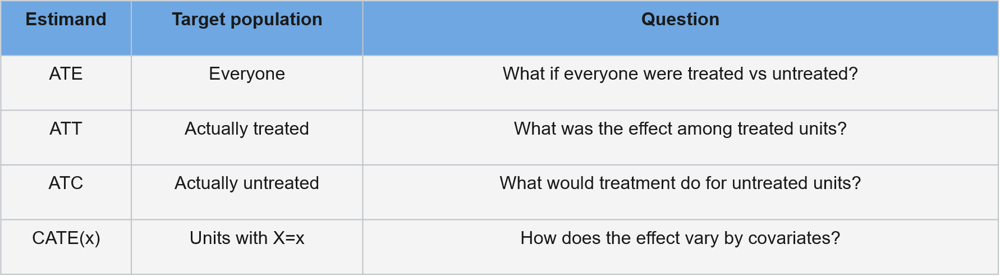 Estimand Target population Question
ATE Everyone What if everyone were treated vs untreated?
ATT Actually treated What was the effect among treated units?
ATC Actually untreated What would treatment do for untreated units?
CATE(x) Units with X=x How does the effect vary by covariates?